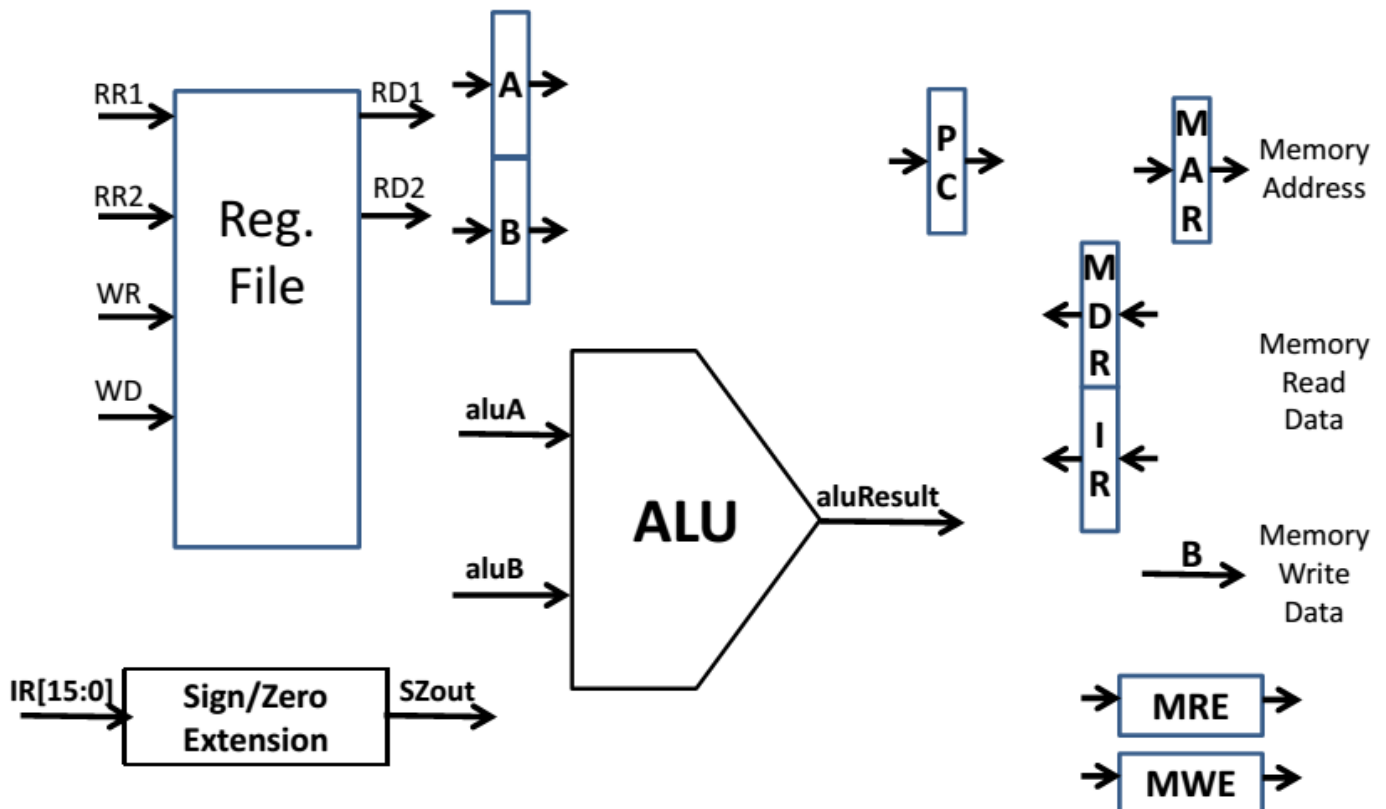 RR1
RR2
WR
WD
Reg.
File
RD1
RD2
A
B
P
C
M
A
R
Memory
Address
M
D
R
I
R
Memory
Read
Data
aluA
aluB
ALU
aluResult
B
Memory
Write
Data
IR[15:0]
Sign/Zero
Extension
SZout
MRE
MWE